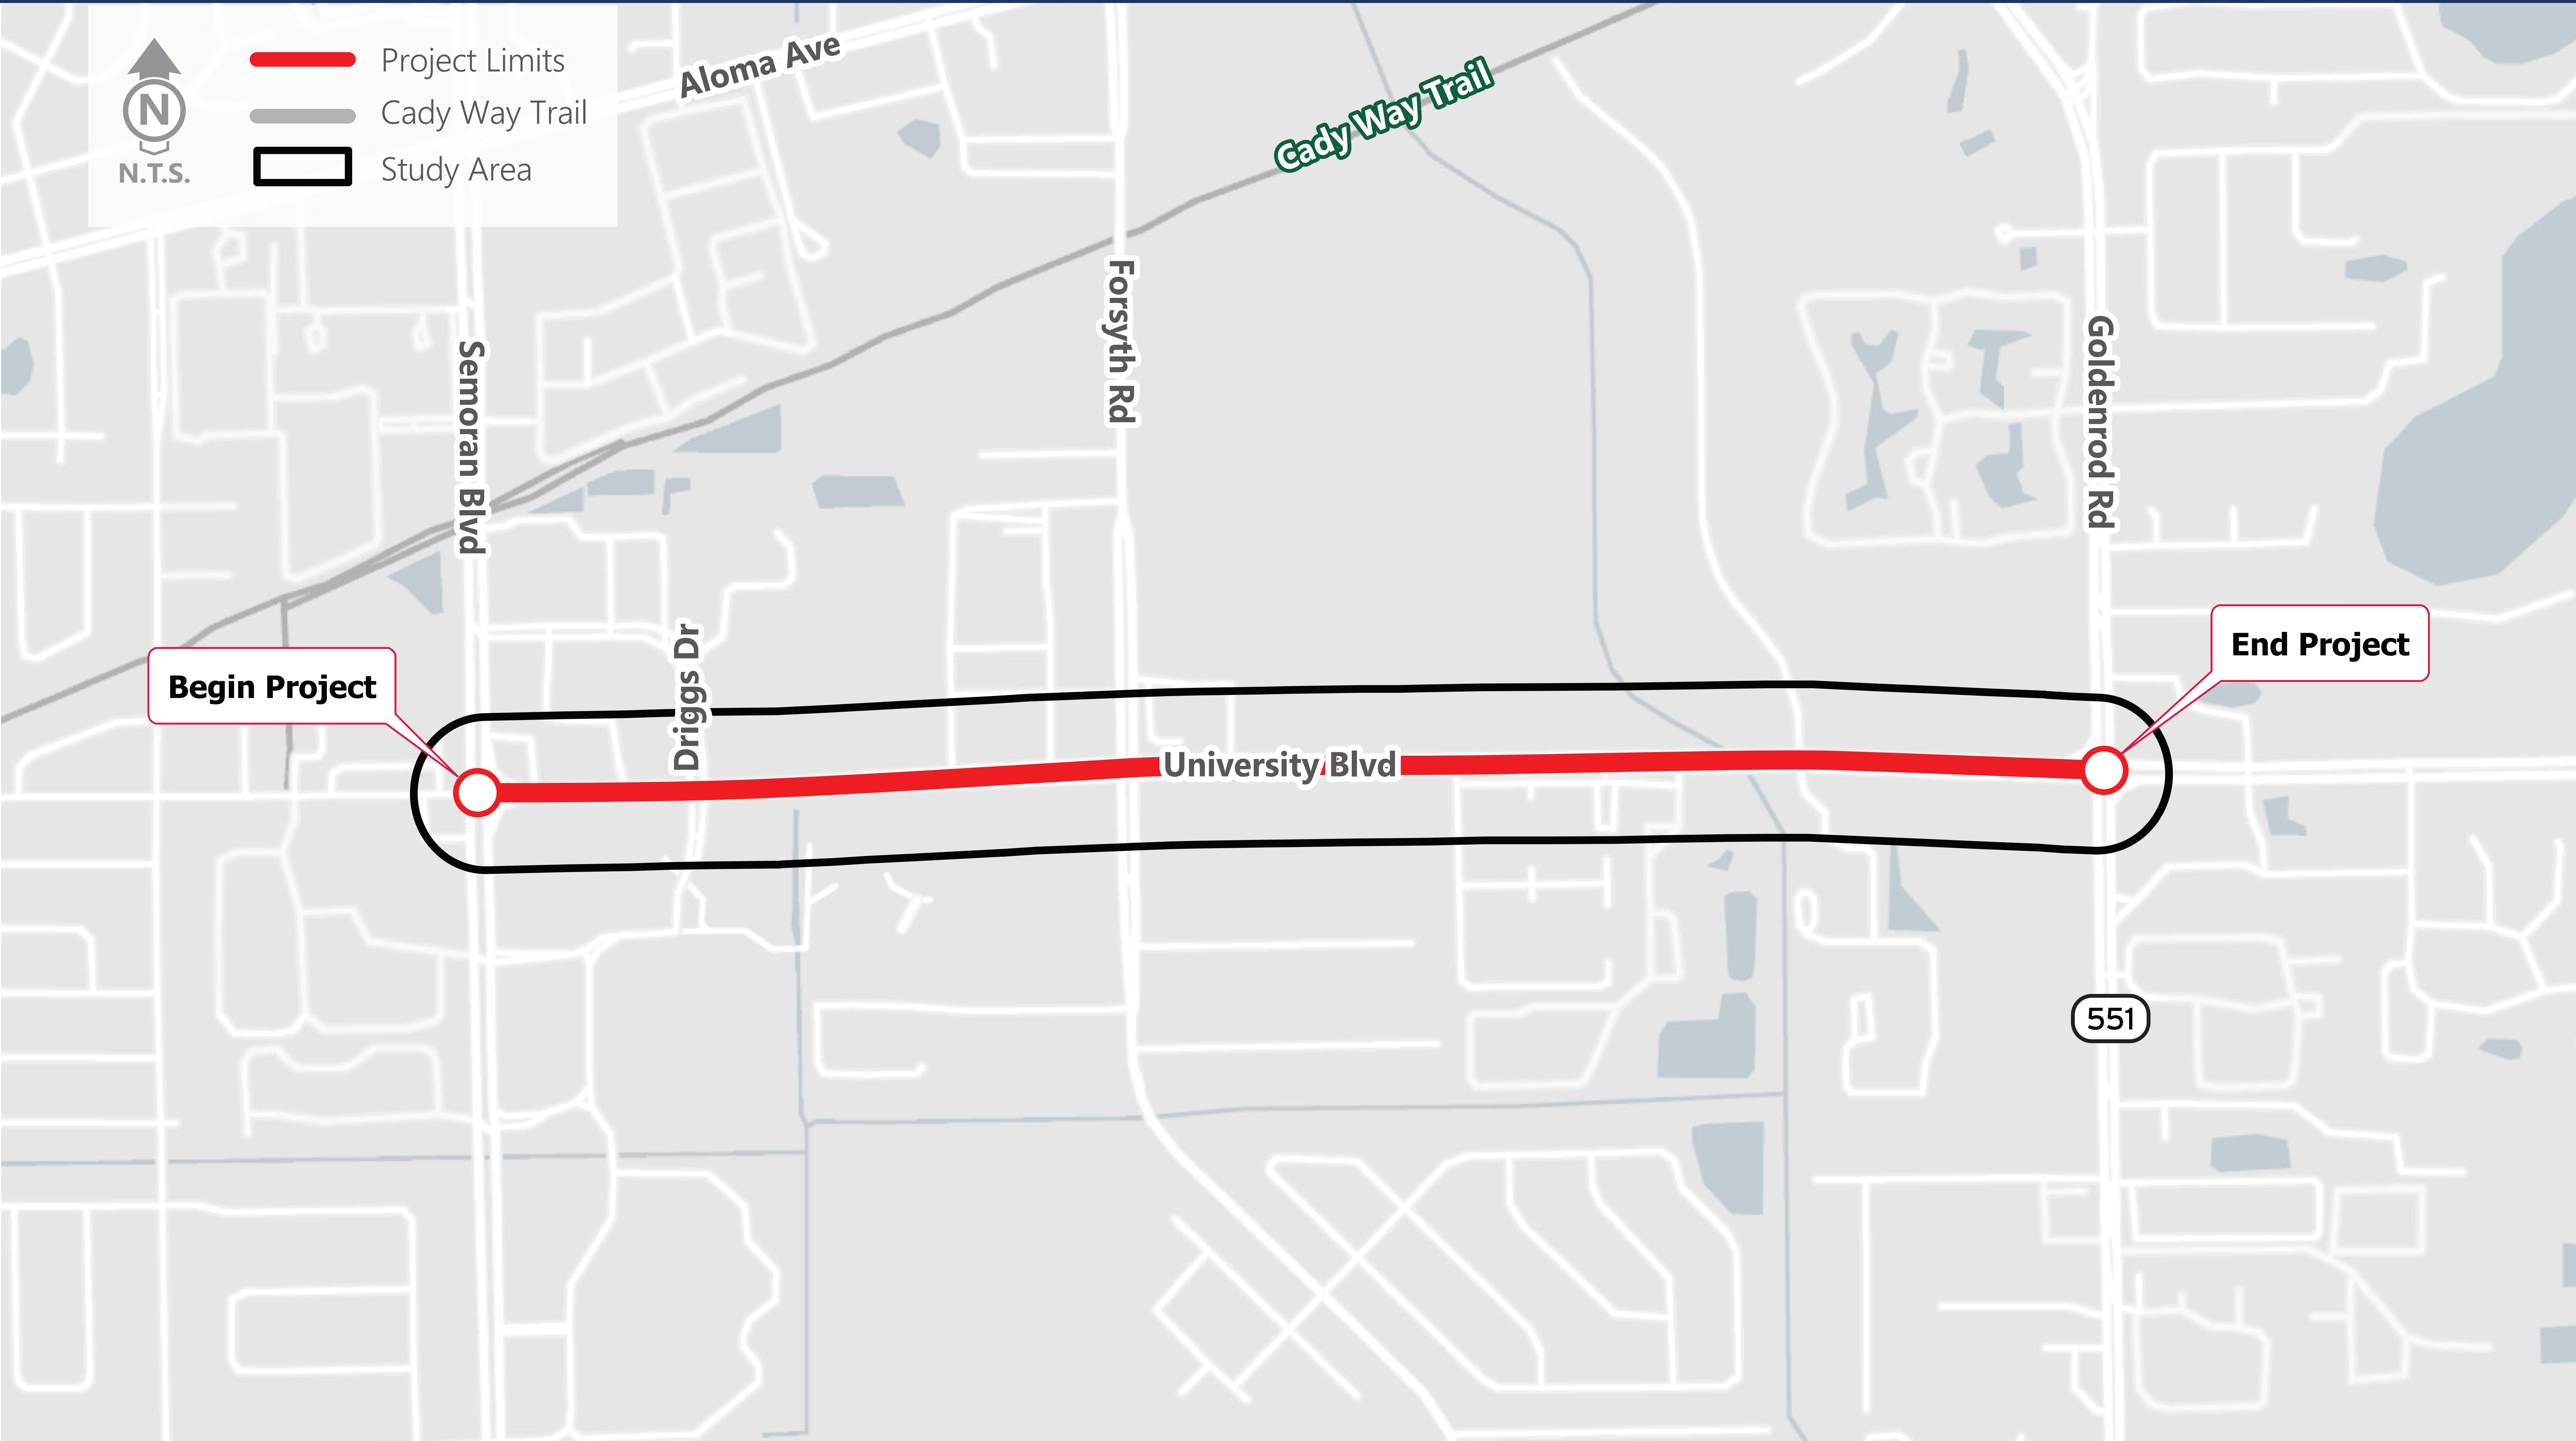 N
N.T.S.
Project Limits
Cady Way Trail
Study Area
Aloma Ave
Cady Way Trail
Semoran Blvd
Forsyth Rd
Goldenrod Rd
Driggs Dr
Begin Project
End Project
University Blvd
551